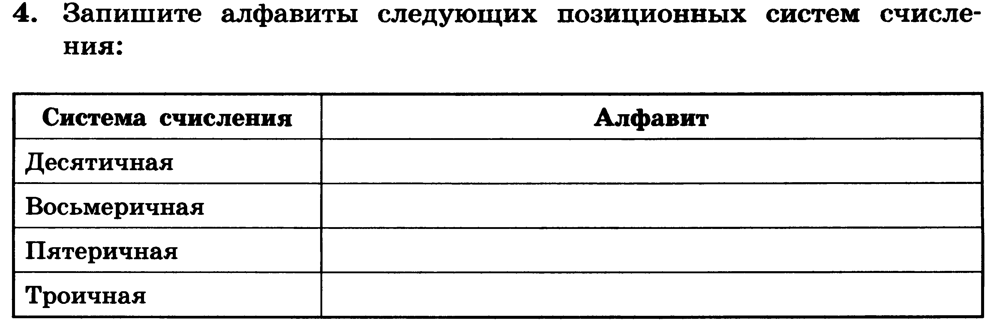 4. Запишите алфавиты следующих позиционных систем счисле-
ния:
Система счисления Алфавит
Десятичная
Восьмеричная
Пятеричная
Троичная